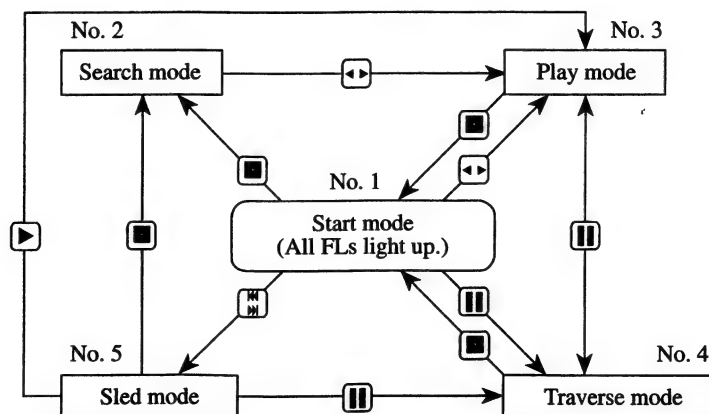 No. 2
No. 3
Search mode
Play mode
No. 1
Start mode
(All FLs light up.)
No. 5
No. 4
Sled mode
Traverse mode